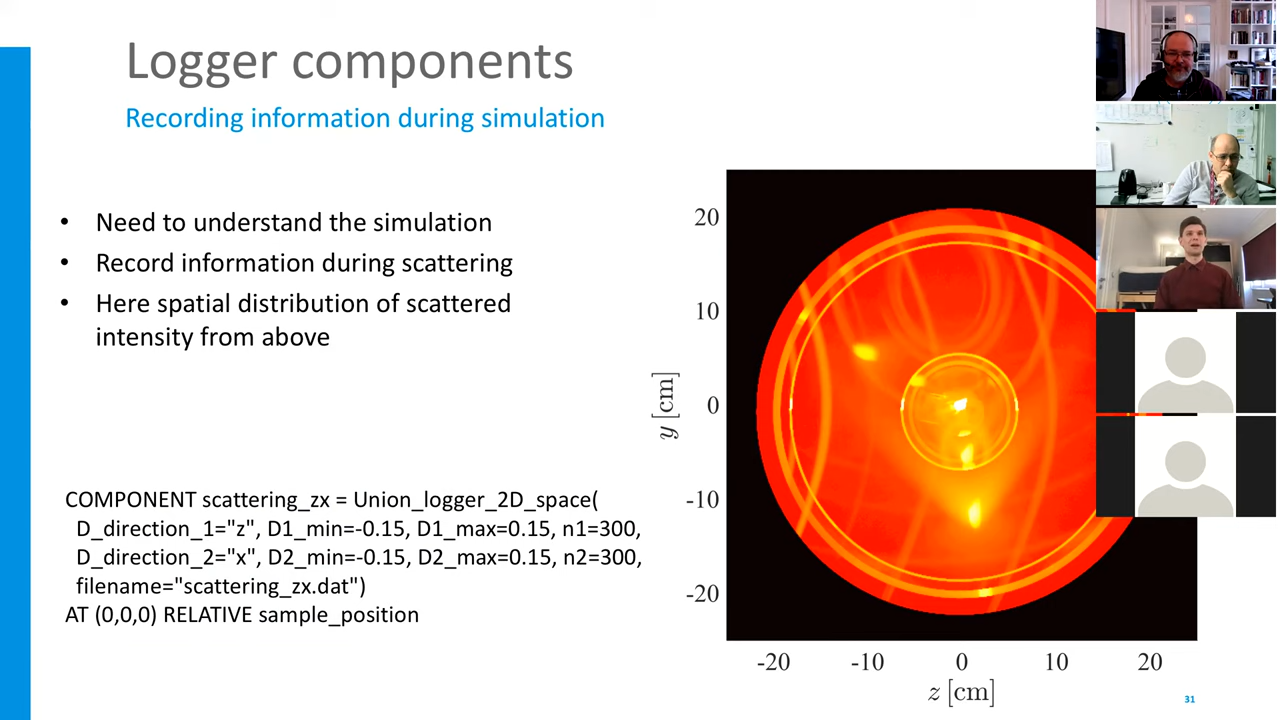 Logger components
Recording information during simulation
• Need to understand the simulation
• Record information during scattering
• Here spatial distribution of scattered
intensity from above
COMPONENT scattering_zx = Union_logger_2D_space(
D_direction_1="z", D1_min=-0.15, D1_max=0.15, n1=300,
D_direction_2="x", D2_min=-0.15, D2_max=0.15, n2=300,
filename="scattering_zx.dat")
AT (0,0,0) RELATIVE sample_position
20
10
0
-10
-20
y [cm]
-20 -10 0 10 20
z [cm]
31